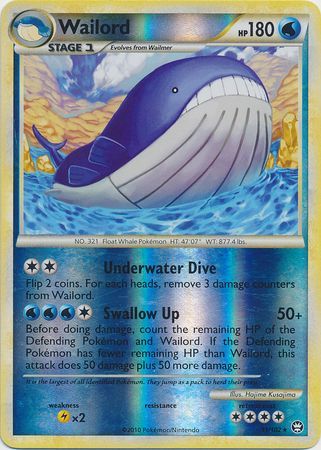 Wailord HP 180
STAGE 1 Evolves from Wailmer
NO. 321 Float Whale Pokémon HT: 47'07" WT: 877.4 lbs.
Underwater Dive
Flip 2 coins. For each heads, remove 3 damage counters
from Wailord.
Swallow Up 50+
Before doing damage, count the remaining HP of the
Defending Pokémon and Wailord. If the Defending
Pokémon has fewer remaining HP than Wailord, this
attack does 50 damage plus 50 more damage.
It is the largest of all identified Pokémon. They jump as a pack to herd their prey.
Illus. Hajime Kusajima
weakness resistance
×2
©2010 Pokémon/Nintendo